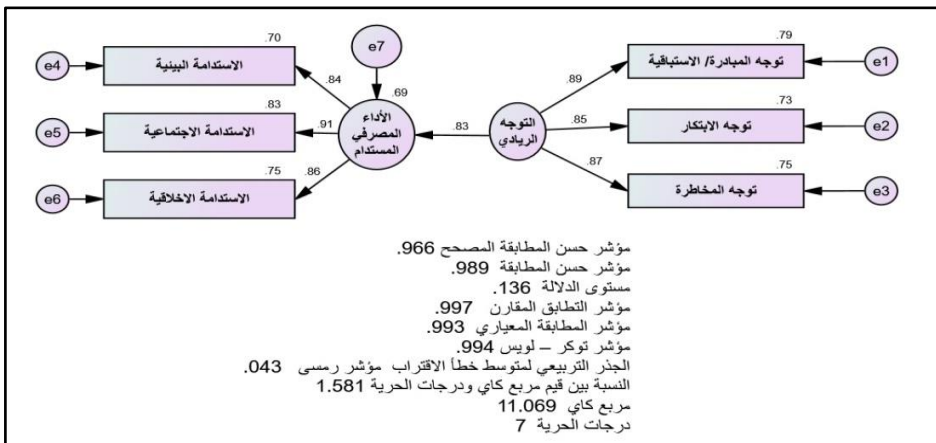 .70
e4
الاستدامة البينية
.84
.83
e5
الاستدامة الاجتماعية
.91
.75
e6
الاستدامة الاخلاقية
.86
e7
.69
الأداء
المصرفي
المستدام
.83
التوجه
الريادي
.79
.89
توجه المبادرة/ الاستباقية
e1
.73
.85
توجه الابتكار
e2
.75
.87
توجه المخاطرة
e3
مؤشر حسن المطابقة المصحح 966.
مؤشر حسن المطابقة 989.
مستوى الدلالة 136.
مؤشر التطابق المقارن 997.
مؤشر المطابقة المعياري 993.
مؤشر توكر – لويس 994.
الجذر التربيعي لمتوسط خطأ الاقتراب مؤشر رمسى 043.
النسبة بين قيم مربع كاي ودرجات الحرية 1.581
مربع كاي 11.069
درجات الحرية 7